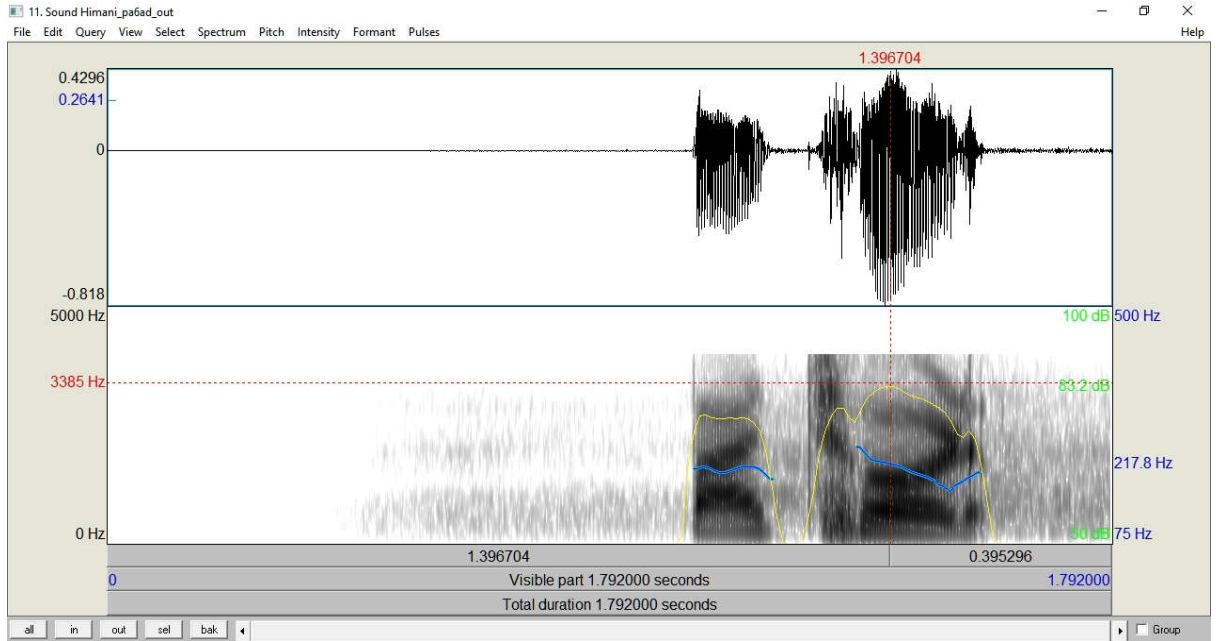 11. Sound Himani_pabad_out
File Edit Query View Select Spectrum Pitch Intensity Formant Pulses Help
1.396704
0.4296
0.2641
0
-0.818
5000 Hz 100 dB 500 Hz
3385 Hz 83.2 dB
217.8 Hz
0 Hz 50 dB 75 Hz
1.396704 0.395296
0 Visible part 1.792000 seconds 1.792000
Total duration 1.792000 seconds
all in out sel bak Group